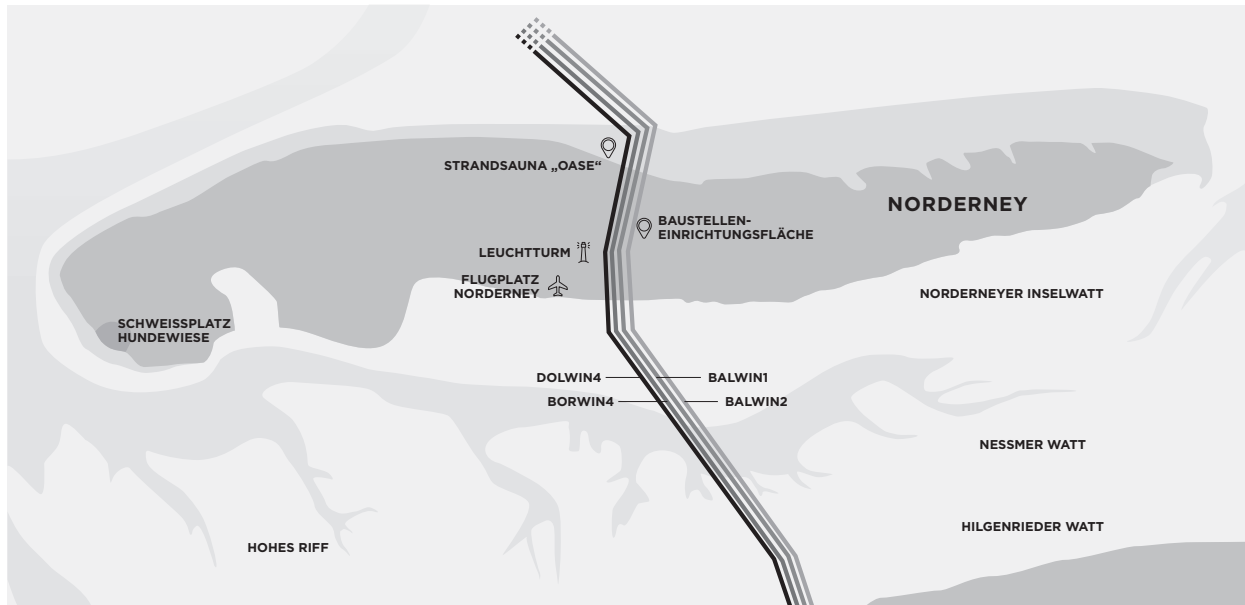 STRANDSAUNA „OASE“
NORDERNEY
BAUSTELLEN-
EINRICHTUNGSFLÄCHE
LEUCHTTURM
FLUGPLATZ
NORDERNEY
NORDERNEYER INSELWATT
SCHWEISSPLATZ
HUNDEWIESE
DOLWIN4
BALWIN1
BORWIN4
BALWIN2
NESSMER WATT
HILGENRIEDER WATT
HOHES RIFF